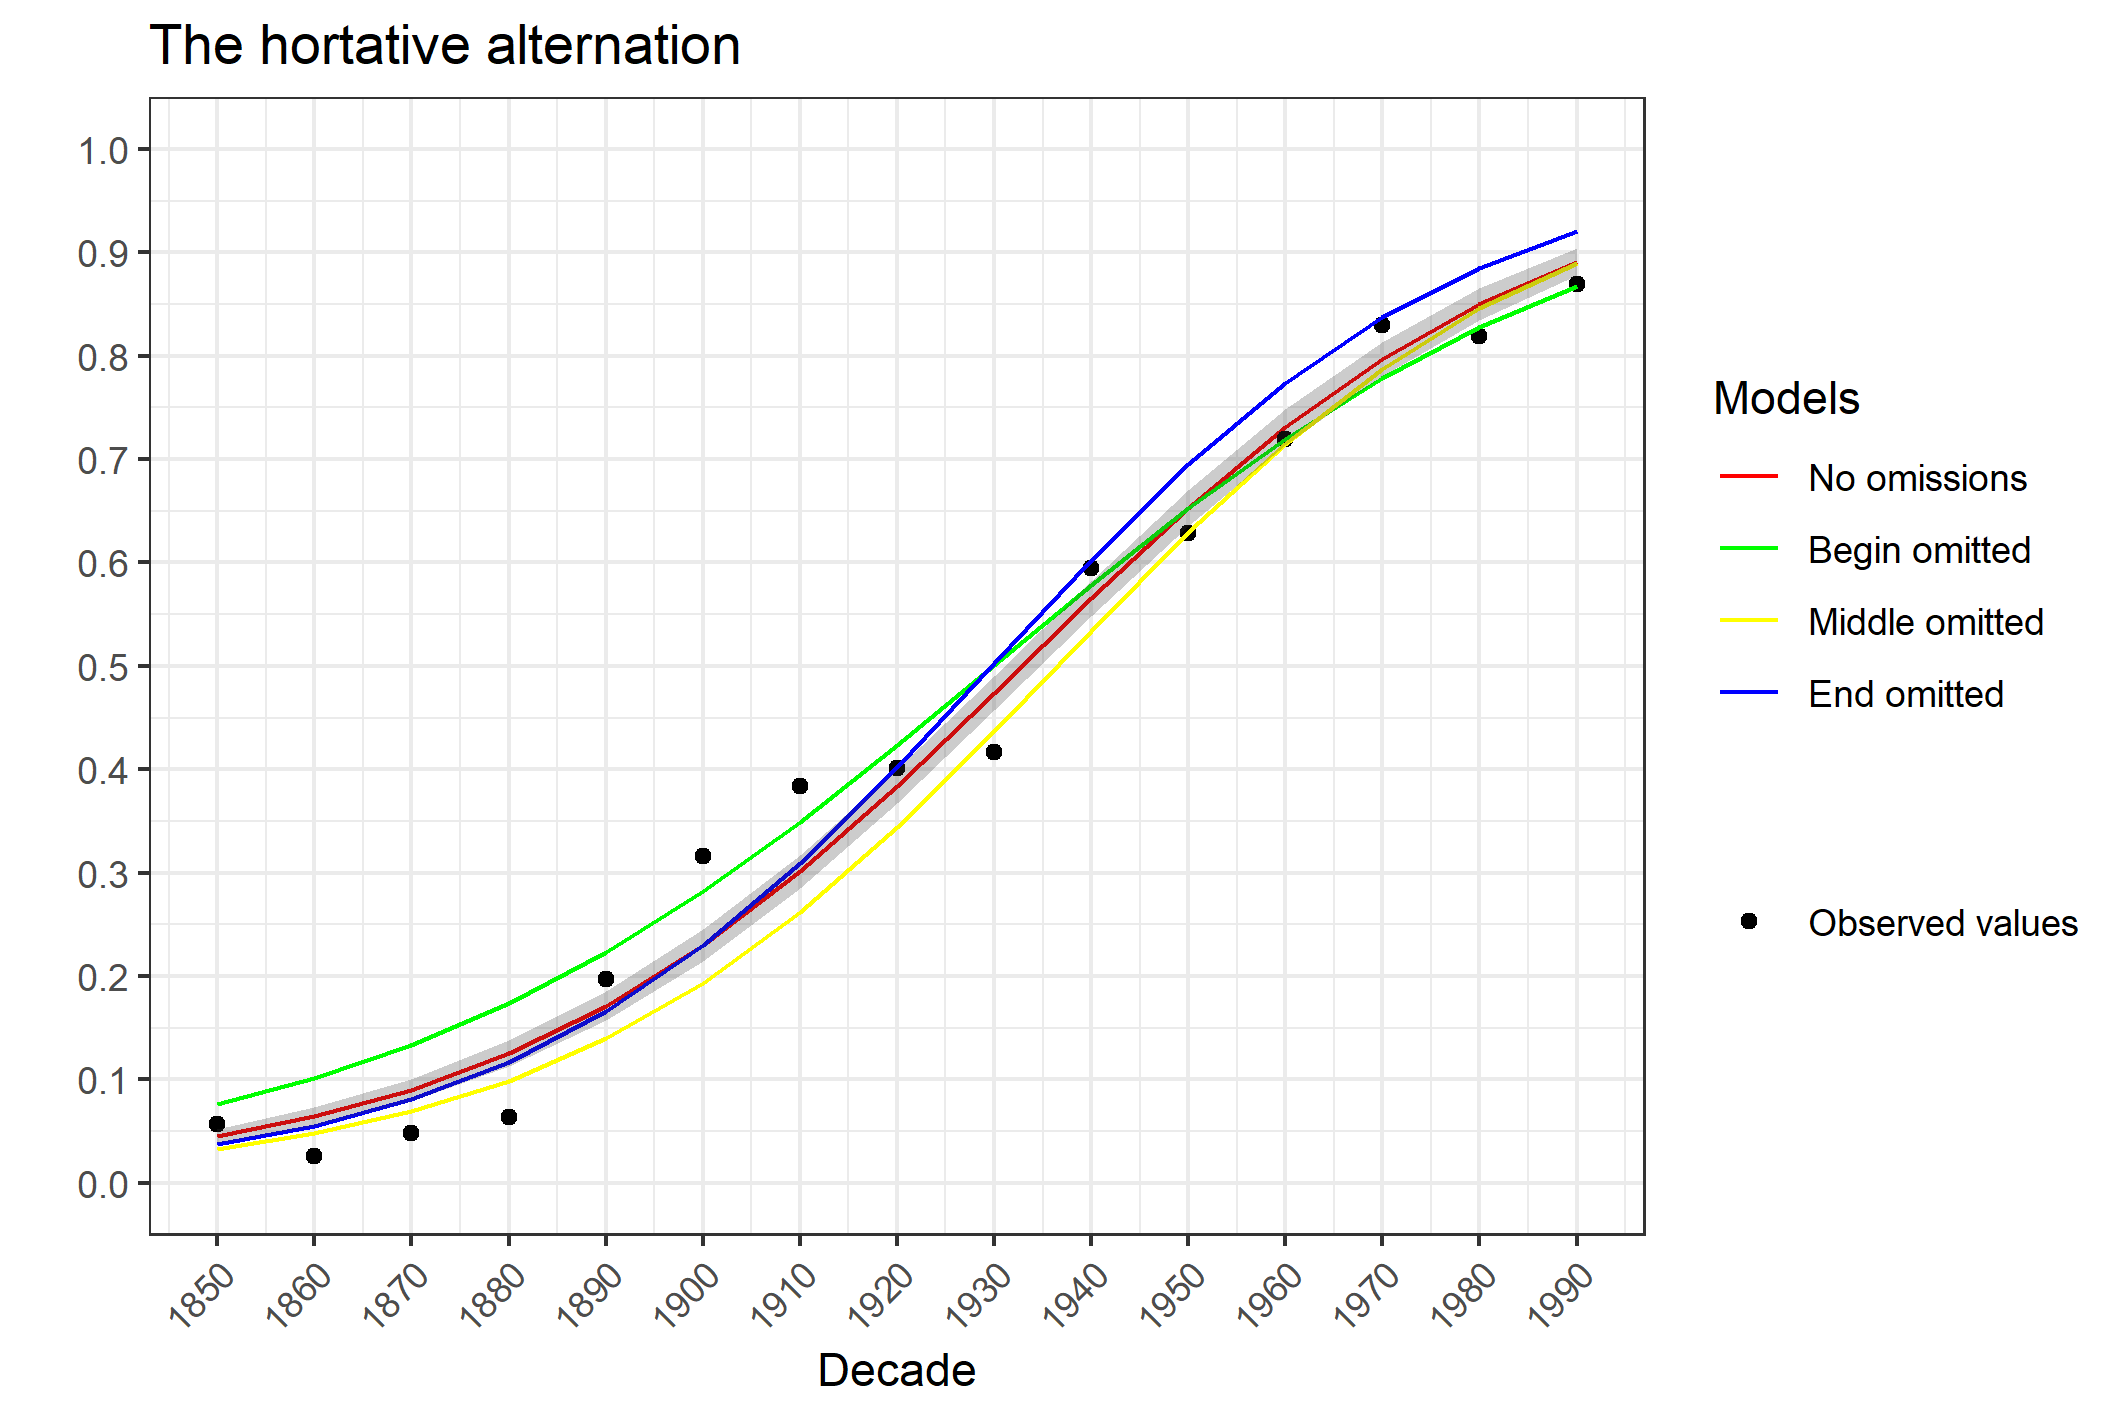 The hortative alternation
1.0
0.9
0.8
0.7
0.6
0.5
0.4
0.3
0.2
0.1
0.0
1850 1860 1870 1880 1890 1900 1910 1920 1930 1940 1950 1960 1970 1980 1990
Decade
Models
No omissions
Begin omitted
Middle omitted
End omitted
Observed values